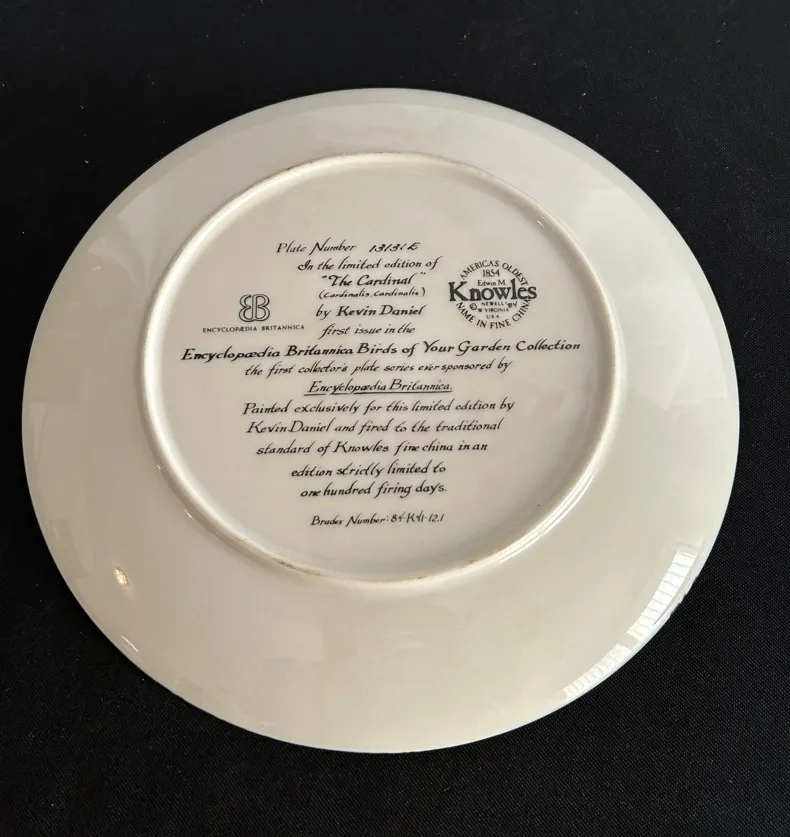 Plate Number 13131E
In the limited edition of
"The Cardinal"
(Cardinalis, cardinalis)
by Kevin Daniel
first issue in the
Encyclopædia Britannica Birds of Your Garden Collection
the first collector's plate series ever sponsored by
Encyclopædia Britannica.
Painted exclusively for this limited edition by
Kevin Daniel and fired to the traditional
standard of Knowles fine china in an
edition strictly limited to
one hundred firing days.
Bradex Number: 84-K41-12.1
ENCYCLOPÆDIA BRITANNICA
AMERICA'S OLDEST
1854
Edwin M.
Knowles
© NEWELL '84
W VIRGINIA
USA
NAME IN FINE CHINA